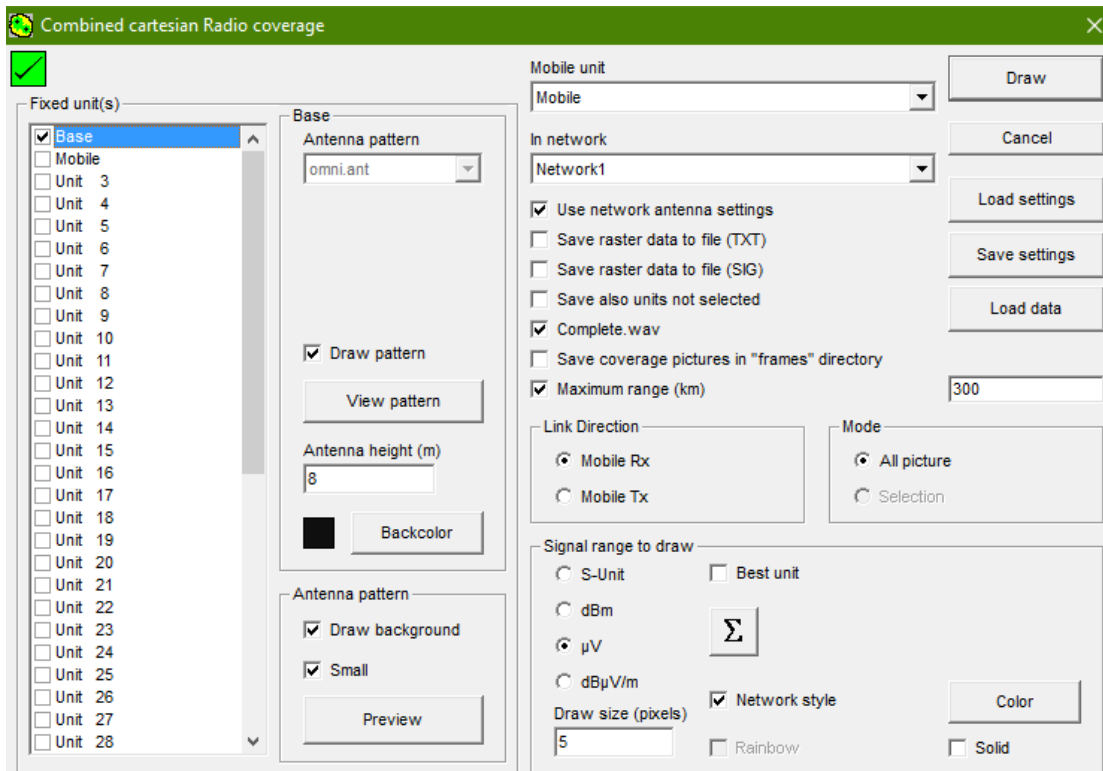 Combined cartesian Radio coverage
Fixed unit(s)
Base
Mobile
Unit 3
Unit 4
Unit 5
Unit 6
Unit 7
Unit 8
Unit 9
Unit 10
Unit 11
Unit 12
Unit 13
Unit 14
Unit 15
Unit 16
Unit 17
Unit 18
Unit 19
Unit 20
Unit 21
Unit 22
Unit 23
Unit 24
Unit 25
Unit 26
Unit 27
Unit 28
Base
Antenna pattern
omni.ant
Draw pattern
View pattern
Antenna height (m)
8
Backcolor
Antenna pattern
Draw background
Small
Preview
Mobile unit
Mobile
In network
Network1
Use network antenna settings
Save raster data to file (TXT)
Save raster data to file (SIG)
Save also units not selected
Complete.wav
Save coverage pictures in "frames" directory
Maximum range (km)
300
Draw
Cancel
Load settings
Save settings
Load data
Link Direction
Mobile Rx
Mobile Tx
Mode
All picture
Selection
Signal range to draw
S-Unit
dBm
µV
dBµV/m
Draw size (pixels)
5
Best unit
Σ
Network style
Rainbow
Color
Solid